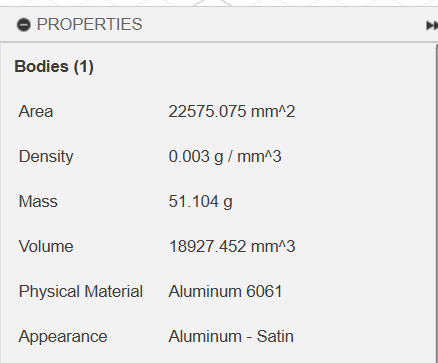 PROPERTIES
Bodies (1)
Area 22575.075 mm^2
Density 0.003 g / mm^3
Mass 51.104 g
Volume 18927.452 mm^3
Physical Material Aluminum 6061
Appearance Aluminum - Satin